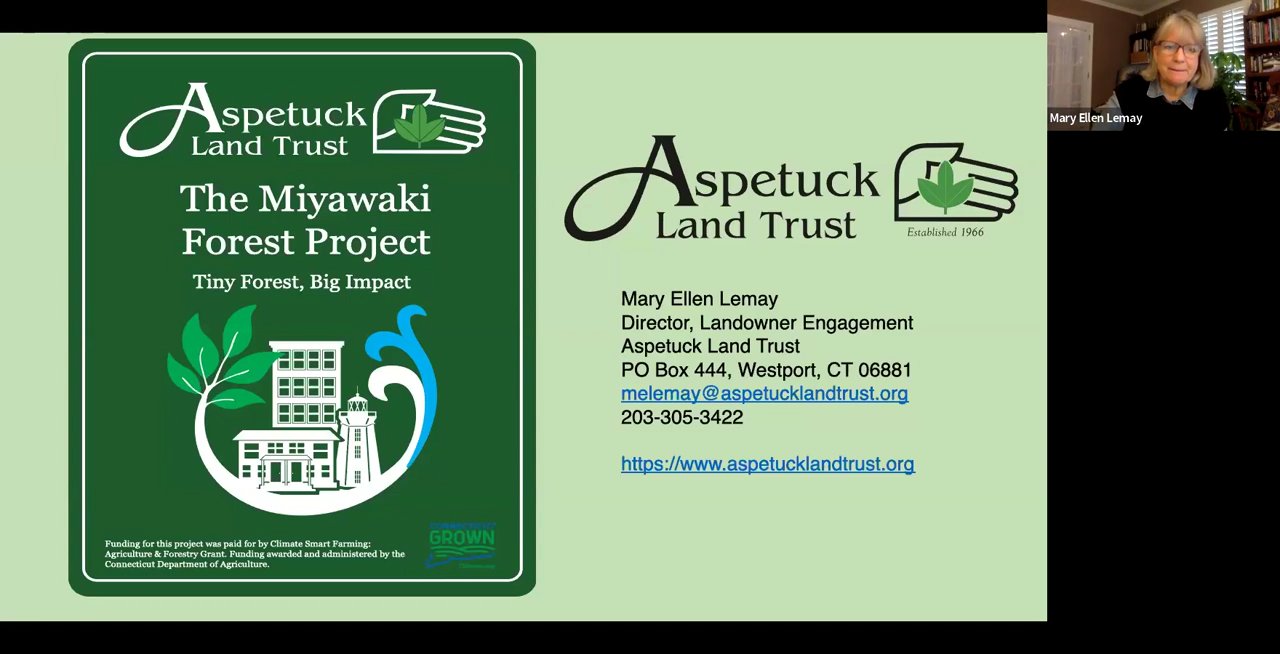 Aspetuck
Land Trust
The Miyawaki
Forest Project
Tiny Forest, Big Impact
Funding for this project was paid for by Climate Smart Farming:
Agriculture & Forestry Grant. Funding awarded and administered by the
Connecticut Department of Agriculture.
CONNECTICUT
GROWN
Aspetuck
Land Trust
Established 1966
Mary Ellen Lemay
Director, Landowner Engagement
Aspetuck Land Trust
PO Box 444, Westport, CT 06881
melemay@aspetucklandtrust.org
203-305-3422
https://www.aspetucklandtrust.org
Mary Ellen Lemay